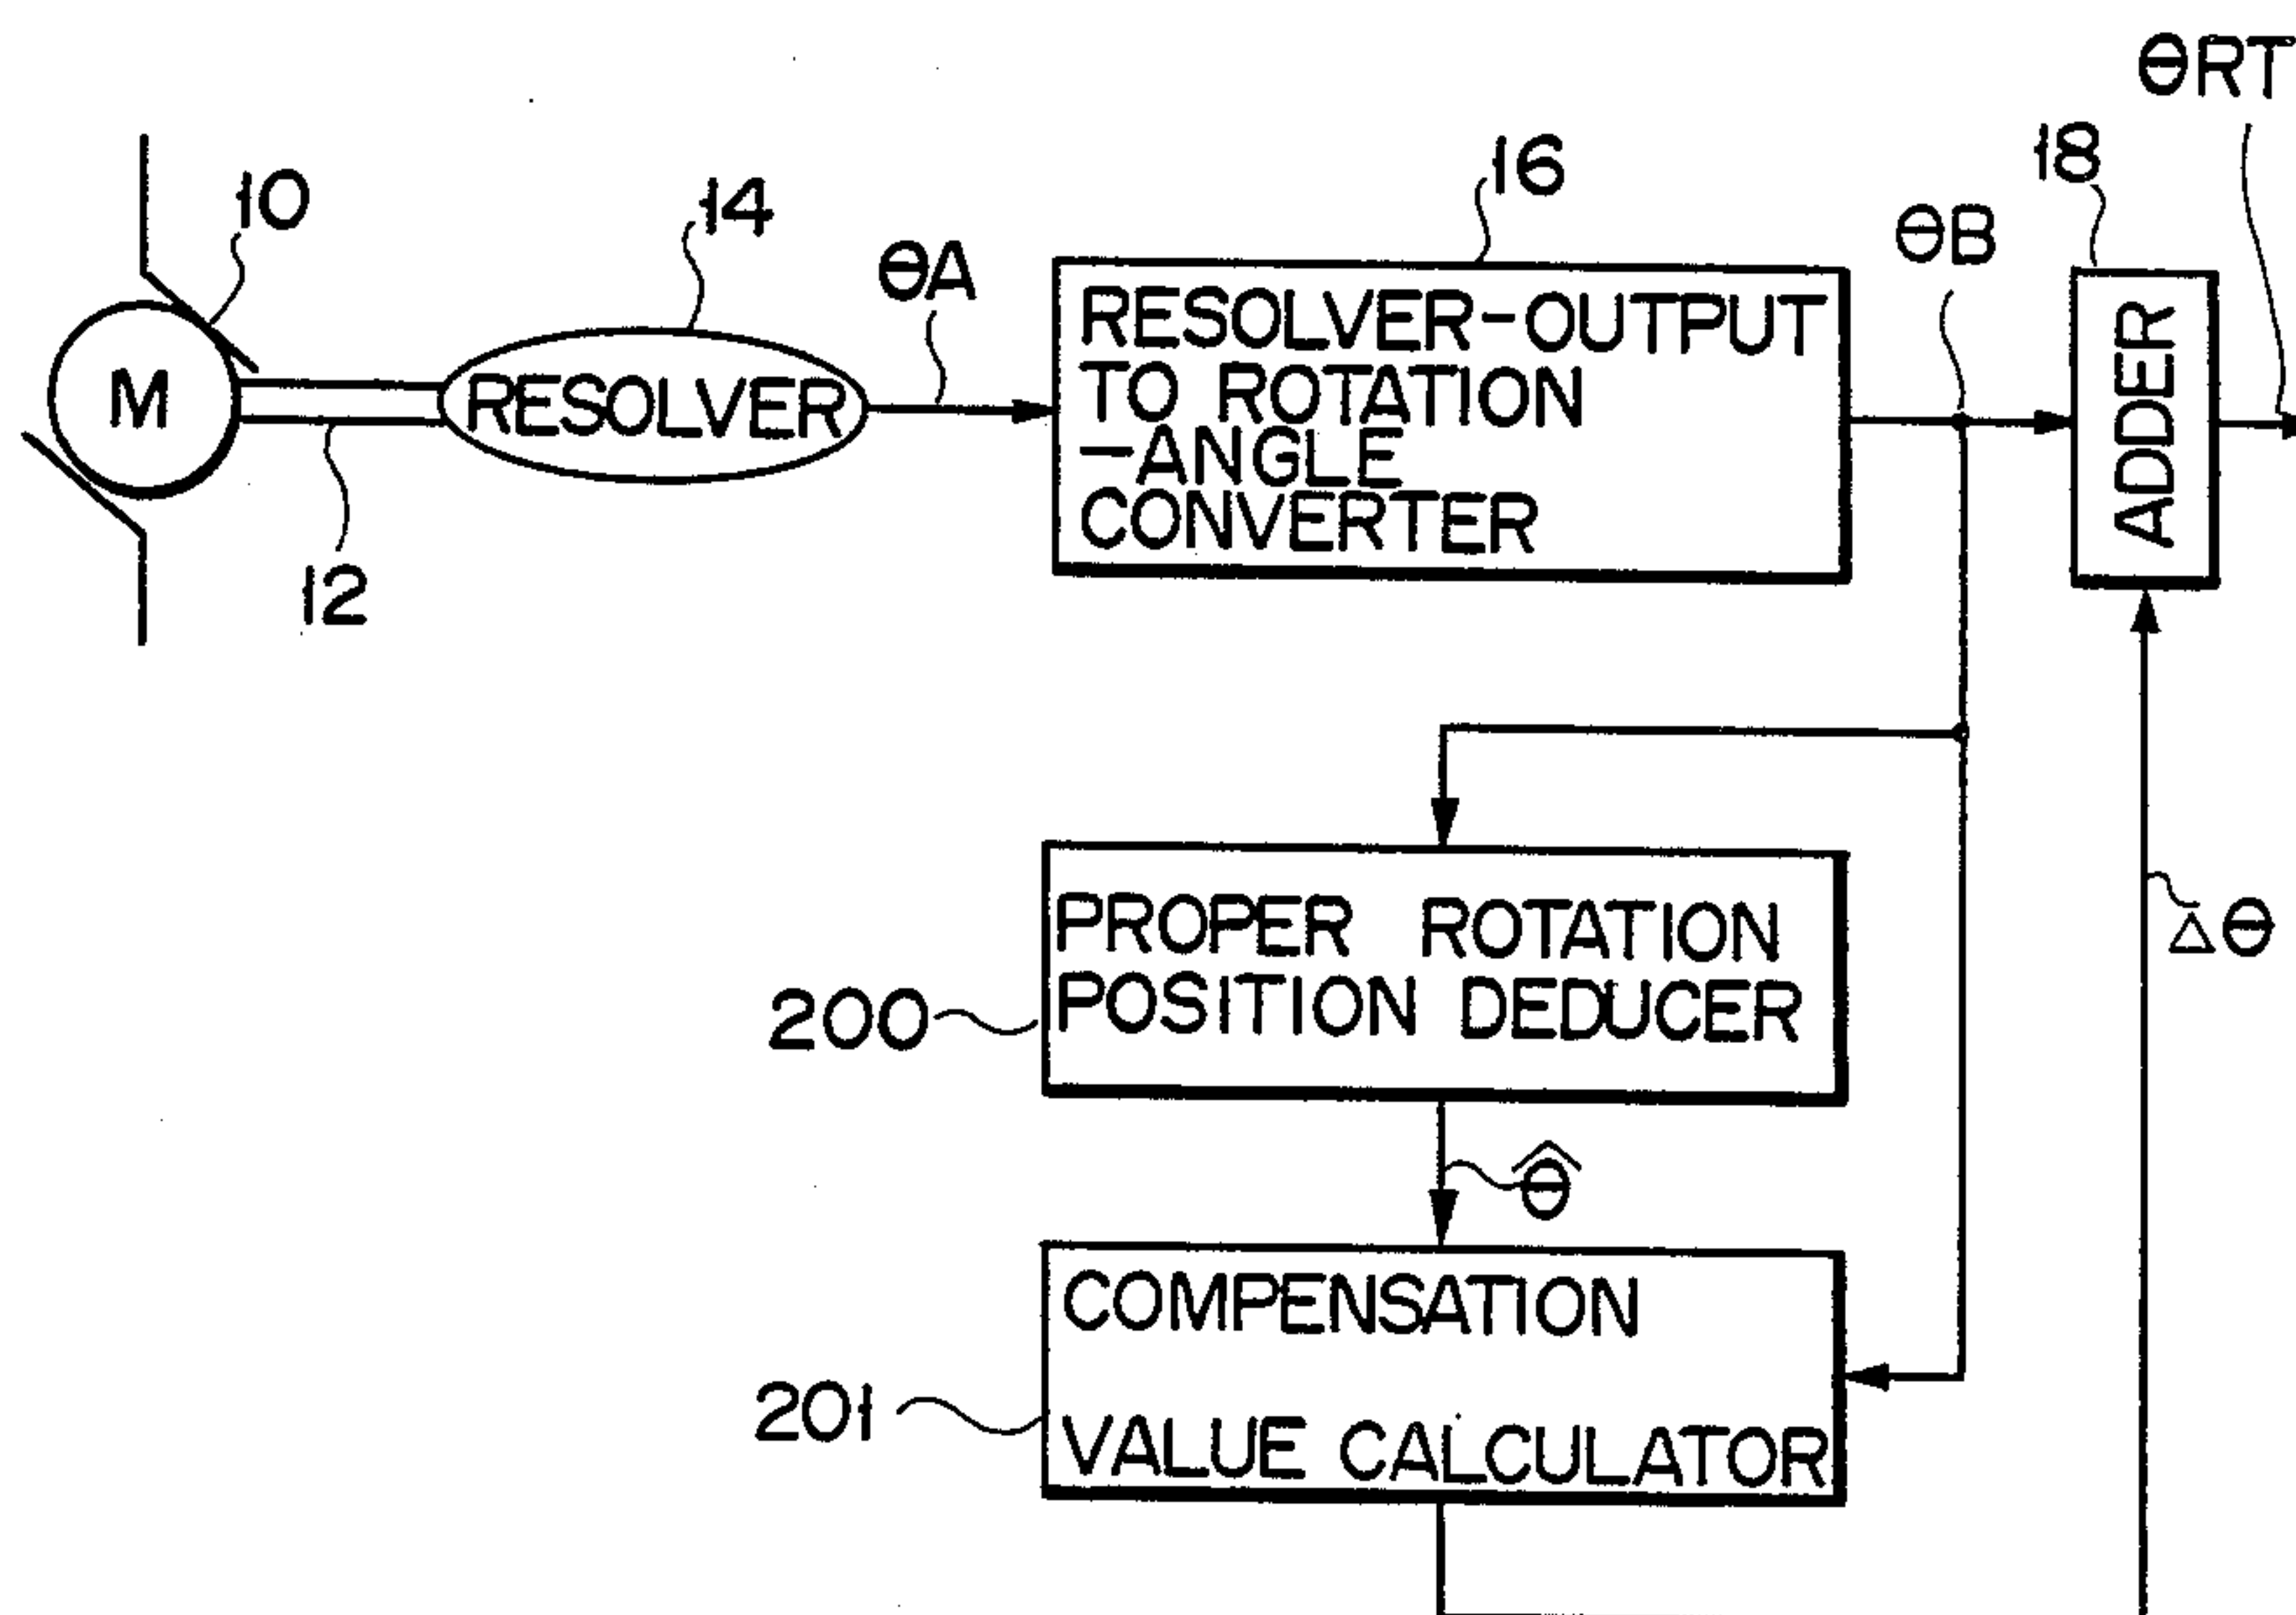 ΘRT
18
16
10
14
ΘB
ΘA
RESOLVER-OUTPUT
TO ROTATION
-ANGLE
CONVERTER
ADDER
M
RESOLVER
12
PROPER ROTATION
POSITION DEDUCER
200
ΔΘ
Θ̂
COMPENSATION
VALUE CALCULATOR
201